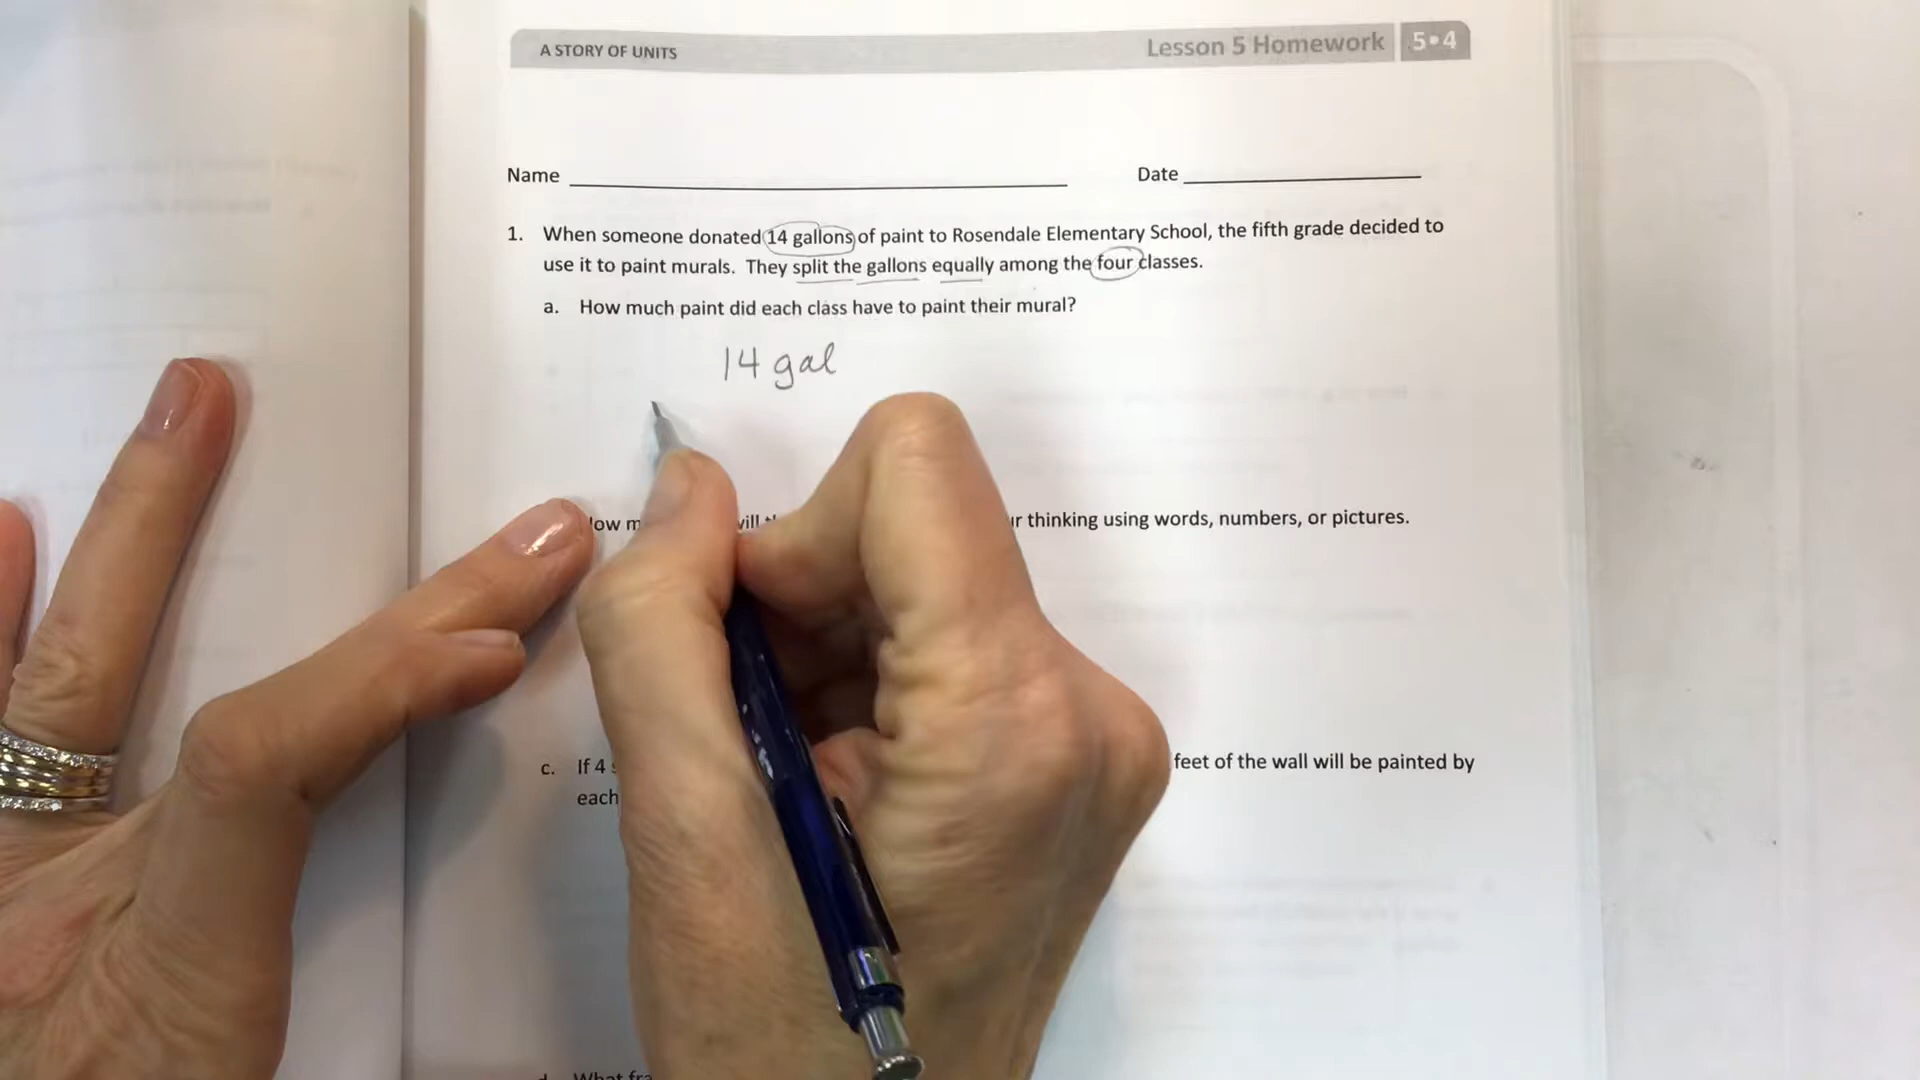 A STORY OF UNITS
Lesson 5 Homework 5•4
Name Date
1. When someone donated 14 gallons of paint to Rosendale Elementary School, the fifth grade decided to
use it to paint murals. They split the gallons equally among the four classes.
a. How much paint did each class have to paint their mural?
14 gal
thinking using words, numbers, or pictures.
c. If 4
feet of the wall will be painted by
each
What